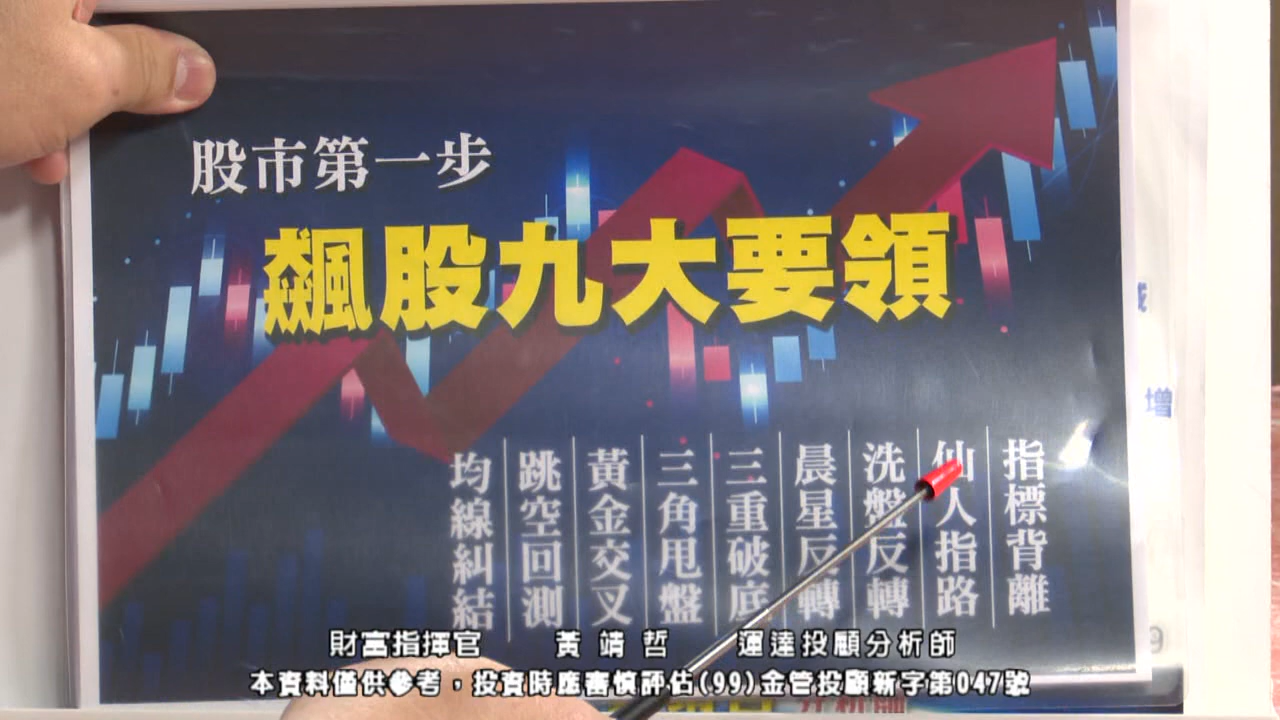 股市第一步
飆股九大要領
指標背離
仙人指路
洗盤反轉
晨星反轉
三重破底
三角甩盤
黃金交叉
跳空回測
均線糾結
增
9
財富指揮官 黃靖哲 運達投顧分析師
本資料僅供參考，投資時應審慎評估(99)金管投顧新字第047號